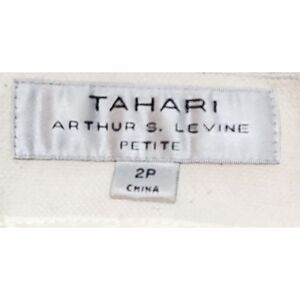 TAHARI
ARTHUR S. LEVINE
PETITE
2P
CHINA